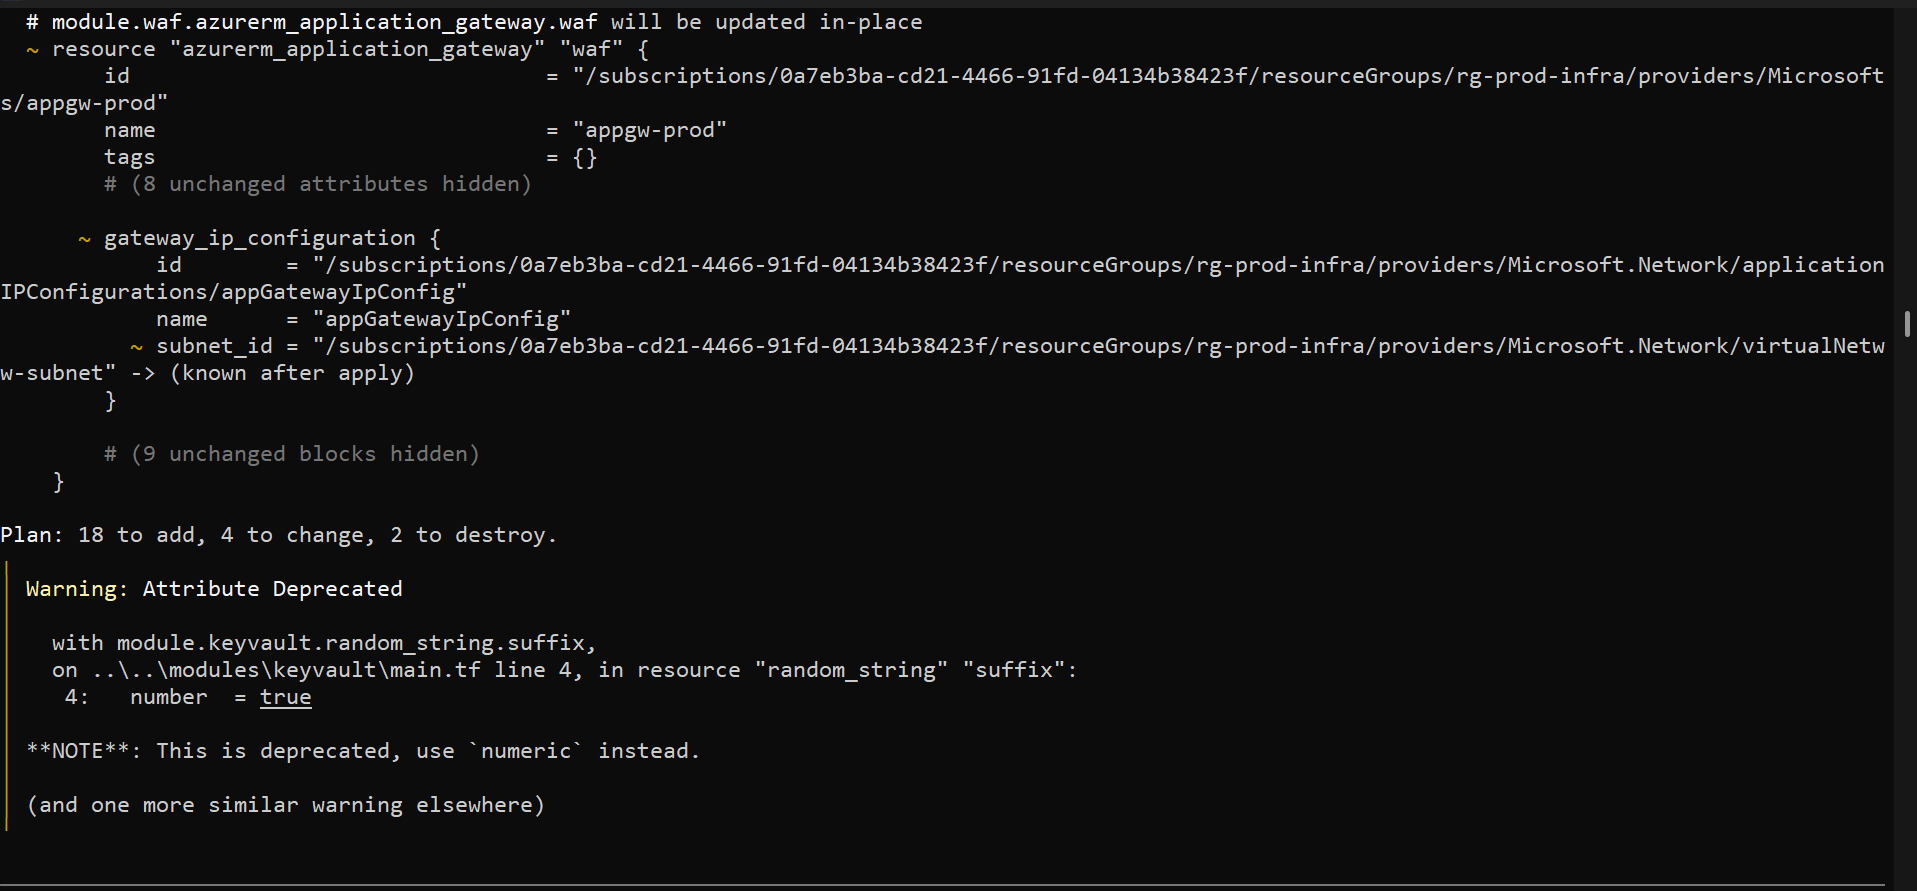 # module.waf.azurerm_application_gateway.waf will be updated in-place
~ resource "azurerm_application_gateway" "waf" {
id = "/subscriptions/0a7eb3ba-cd21-4466-91fd-04134b38423f/resourceGroups/rg-prod-infra/providers/Microsoft
s/appgw-prod"
name = "appgw-prod"
tags = {}
# (8 unchanged attributes hidden)
~ gateway_ip_configuration {
id = "/subscriptions/0a7eb3ba-cd21-4466-91fd-04134b38423f/resourceGroups/rg-prod-infra/providers/Microsoft.Network/application
IPConfigurations/appGatewayIpConfig"
name = "appGatewayIpConfig"
~ subnet_id = "/subscriptions/0a7eb3ba-cd21-4466-91fd-04134b38423f/resourceGroups/rg-prod-infra/providers/Microsoft.Network/virtualNetw
w-subnet" -> (known after apply)
}
# (9 unchanged blocks hidden)
}
Plan: 18 to add, 4 to change, 2 to destroy.
Warning: Attribute Deprecated
with module.keyvault.random_string.suffix,
on ..\..\modules\keyvault\main.tf line 4, in resource "random_string" "suffix":
4: number = true
**NOTE**: This is deprecated, use `numeric` instead.
(and one more similar warning elsewhere)